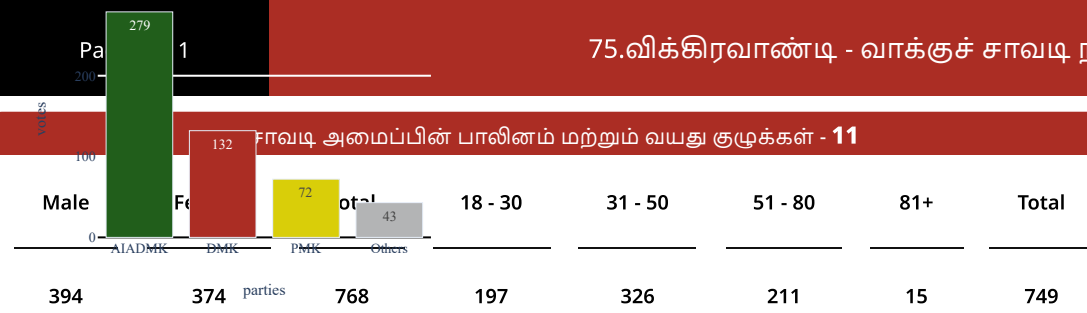 279
1
75.விக்கிரவாண்டி - வாக்குச் சாவடி
200
votes
132
சாவடி அமைப்பின் பாலினம் மற்றும் வயது குழுக்கள் - 11
100
72
Male
18 - 30 31 - 50 51 - 80 81+ Total
43
0
AIADMK DMK PMK Others
394 374 768 197 326 211 15 749
parties